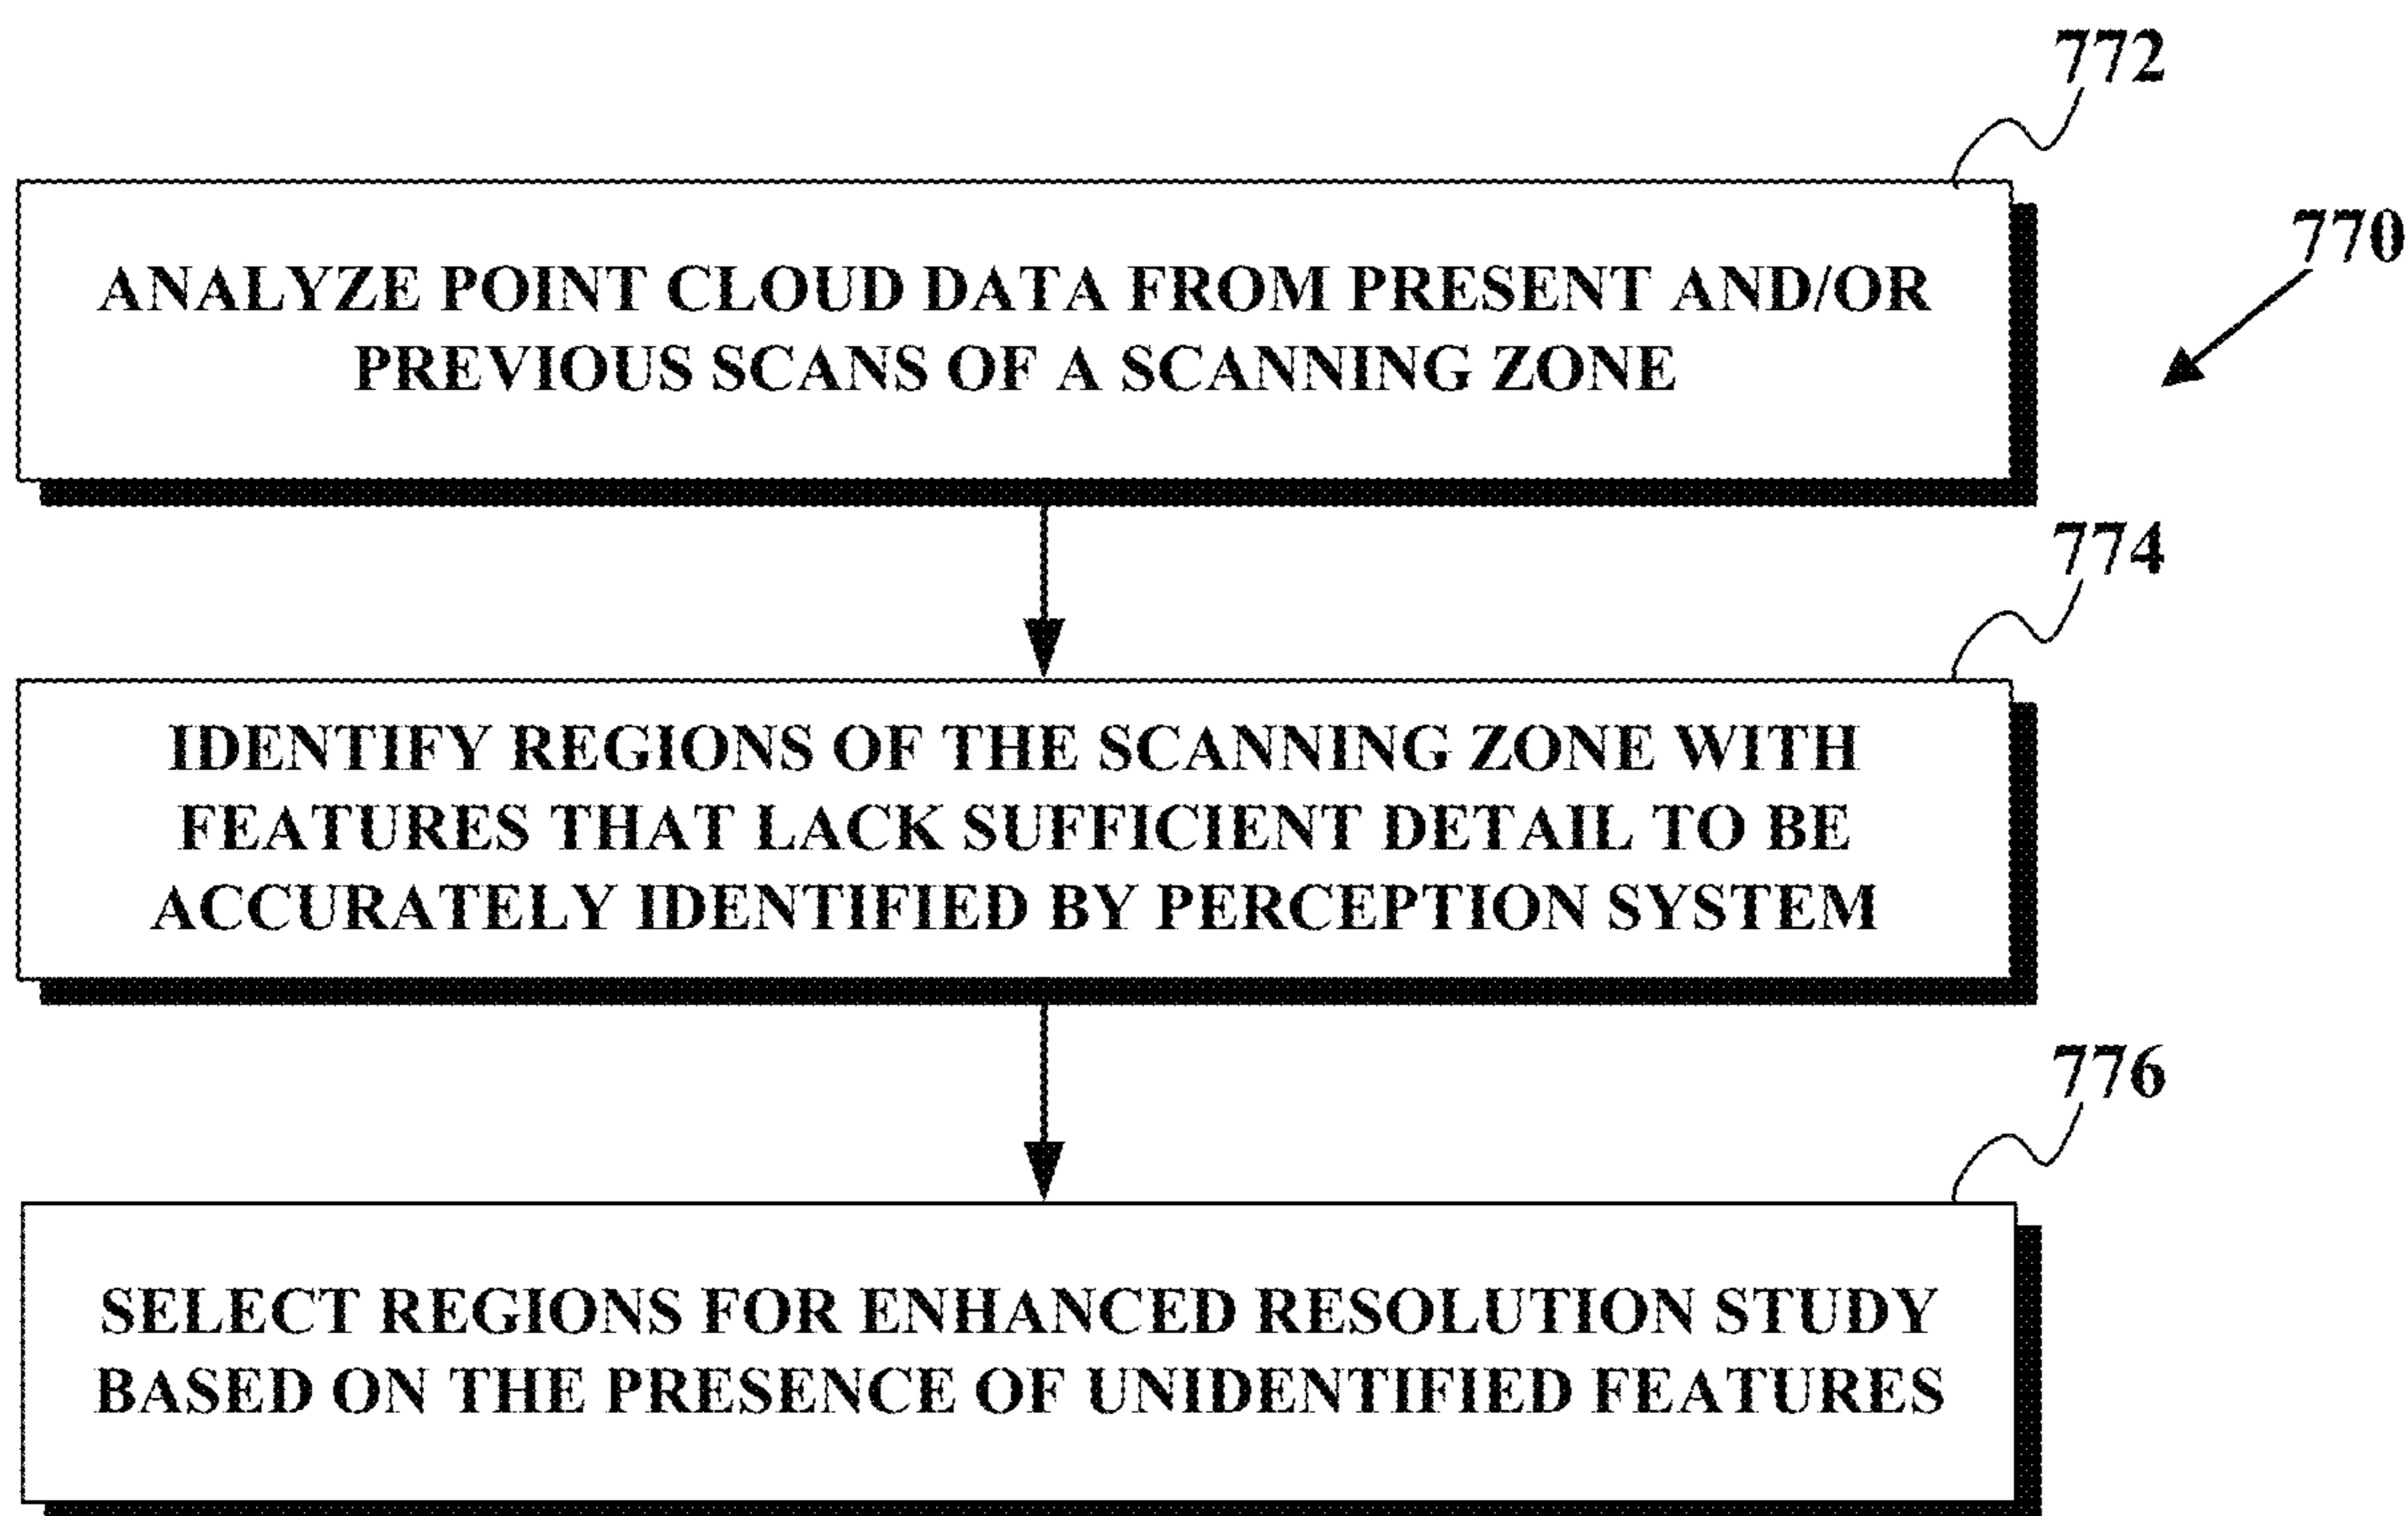 772
770
ANALYZE POINT CLOUD DATA FROM PRESENT AND/OR
PREVIOUS SCANS OF A SCANNING ZONE
774
IDENTIFY REGIONS OF THE SCANNING ZONE WITH
FEATURES THAT LACK SUFFICIENT DETAIL TO BE
ACCURATELY IDENTIFIED BY PERCEPTION SYSTEM
776
SELECT REGIONS FOR ENHANCED RESOLUTION STUDY
BASED ON THE PRESENCE OF UNIDENTIFIED FEATURES